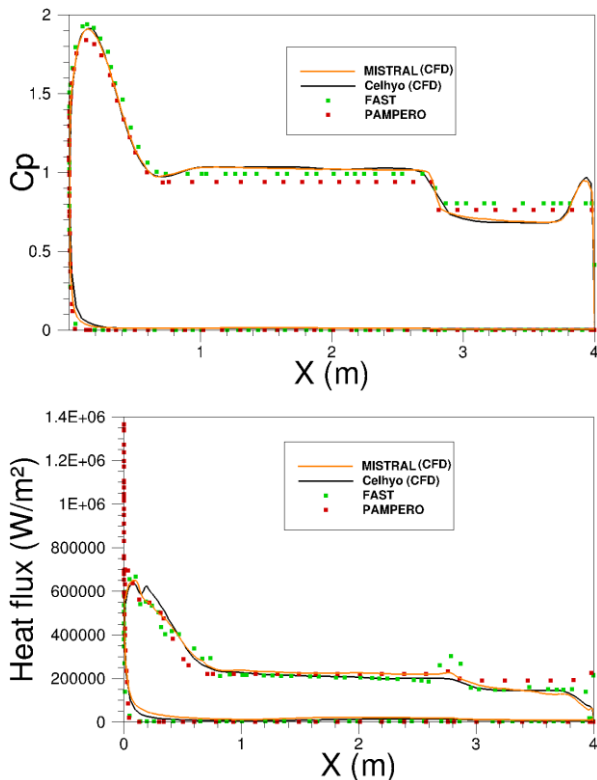 2
1.5
1
0.5
0
Cp
MISTRAL (CFD)
Celhyo (CFD)
FAST
PAMPERO
1
2
3
4
X (m)
1.4E+06
1.2E+06
1E+06
800000
600000
400000
200000
0
Heat flux (W/m²)
MISTRAL (CFD)
Celhyo (CFD)
FAST
PAMPERO
0
1
2
3
4
X (m)